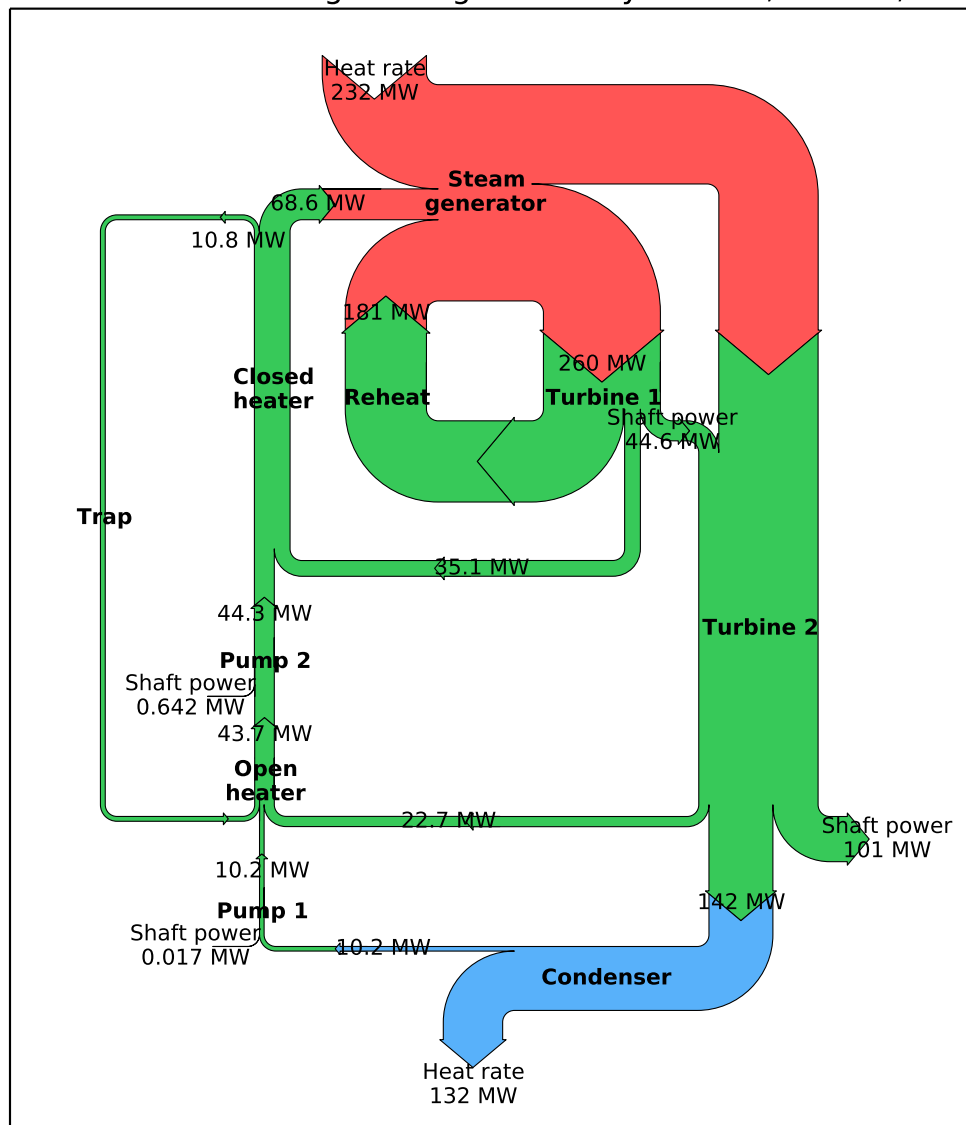 Heat rate
232 MW
Steam
generator
68.6 MW
10.8 MW
181 MW
260 MW
Closed
heater
Reheat
Turbine 1
Shaft power
44.6 MW
Trap
35.1 MW
44.3 MW
Turbine 2
Pump 2
Shaft power
0.642 MW
43.7 MW
Open
heater
22.7 MW
Shaft power
101 MW
10.2 MW
142 MW
Pump 1
Shaft power
0.017 MW
10.2 MW
Condenser
Heat rate
132 MW